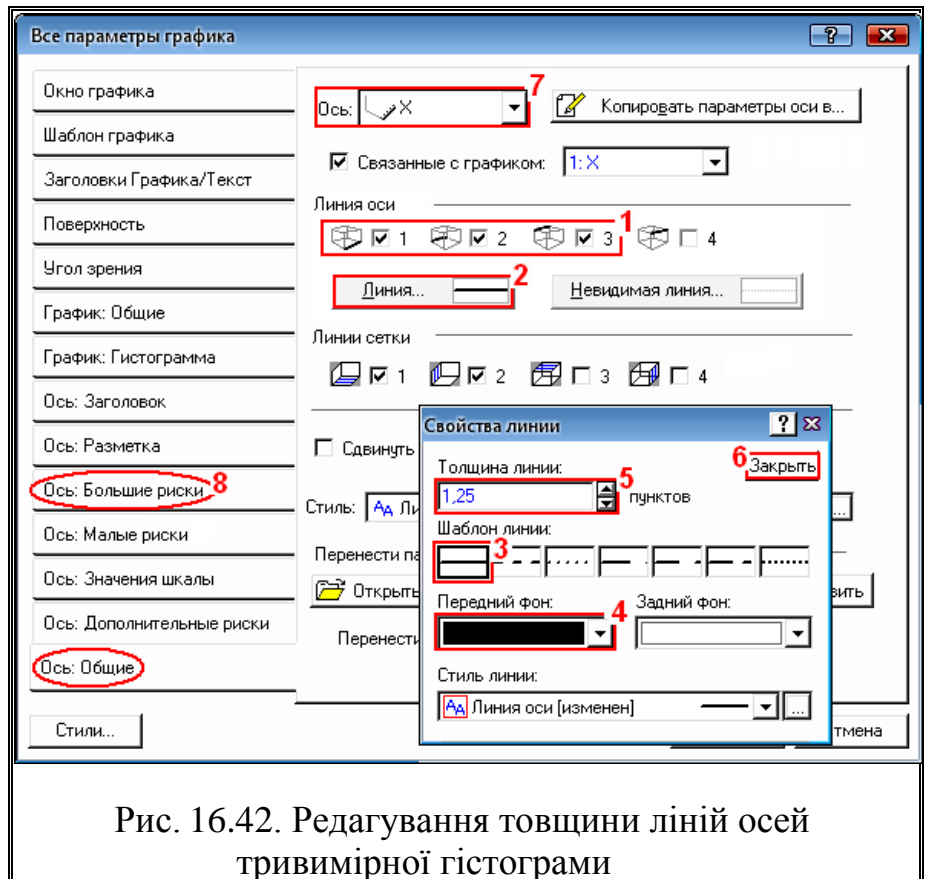 Все параметры графика
Окно графика
Шаблон графика
Заголовки Графика/Текст
Поверхность
Угол зрения
График: Общие
График: Гистограмма
Ось: Заголовок
Ось: Разметка
Ось: Большие риски 8
Ось: Малые риски
Ось: Значения шкалы
Ось: Дополнительные риски
Ось: Общие
Стили...
Ось: X 7
Копировать параметры оси в...
Связанные с графиком: 1: X
Линия оси
1 2 3 1 4
Линия... 2 Невидимая линия...
Линии сетки
1 2 3 4
Сдвинуть
Стиль:
Перенести
Открыть
Перенести
Свойства линии
6 Закрыть
Толщина линии:
1,25 5 пунктов
Шаблон линии:
3
Передний фон: 4 Задний фон:
Стиль линии:
Линия оси [изменен] ...
Рис. 16.42. Редагування товщини ліній осей
тривимірної гістограми